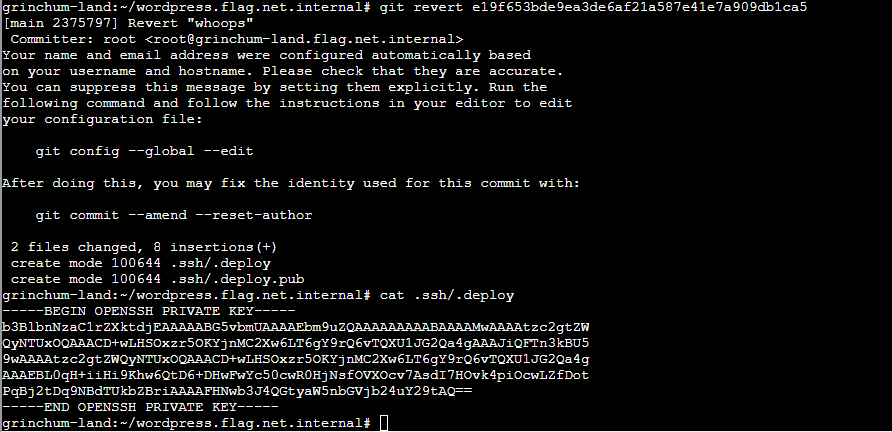 grinchum-land:~/wordpress.flag.net.internal# git revert e19f653bde9ea3de6af21a587e41e7a909db1ca5
[main 2375797] Revert "whoops"
 Committer: root <root@grinchum-land.flag.net.internal>
Your name and email address were configured automatically based
on your username and hostname. Please check that they are accurate.
You can suppress this message by setting them explicitly. Run the
following command and follow the instructions in your editor to edit
your configuration file:

    git config --global --edit

After doing this, you may fix the identity used for this commit with:

    git commit --amend --reset-author

 2 files changed, 8 insertions(+)
 create mode 100644 .ssh/.deploy
 create mode 100644 .ssh/.deploy.pub
grinchum-land:~/wordpress.flag.net.internal# cat .ssh/.deploy
-----BEGIN OPENSSH PRIVATE KEY-----
b3BlbnNzaC1rZXktdjEAAAAABG5vbmUAAAAEbm9uZQAAAAAAAAABAAAAMwAAAAtzc2gtZW
QyNTUxOQAAACD+wLHSOxzr5OKYjnMC2Xw6LT6gY9rQ6vTQXU1JG2Qa4gAAAJiQFTn3kBU5
9wAAAAtzc2gtZWQyNTUxOQAAACD+wLHSOxzr5OKYjnMC2Xw6LT6gY9rQ6vTQXU1JG2Qa4g
AAAEBL0qH+iiHi9Khw6QtD6+DHwFwYc50cwR0HjNsfOVXOcv7AsdI7HOvk4piOcwLZfDot
PqBj2tDq9NBdTUkbZBriAAAAFHNwb3J4QGtyaW5nbGVjb24uY29tAQ==
-----END OPENSSH PRIVATE KEY-----
grinchum-land:~/wordpress.flag.net.internal#